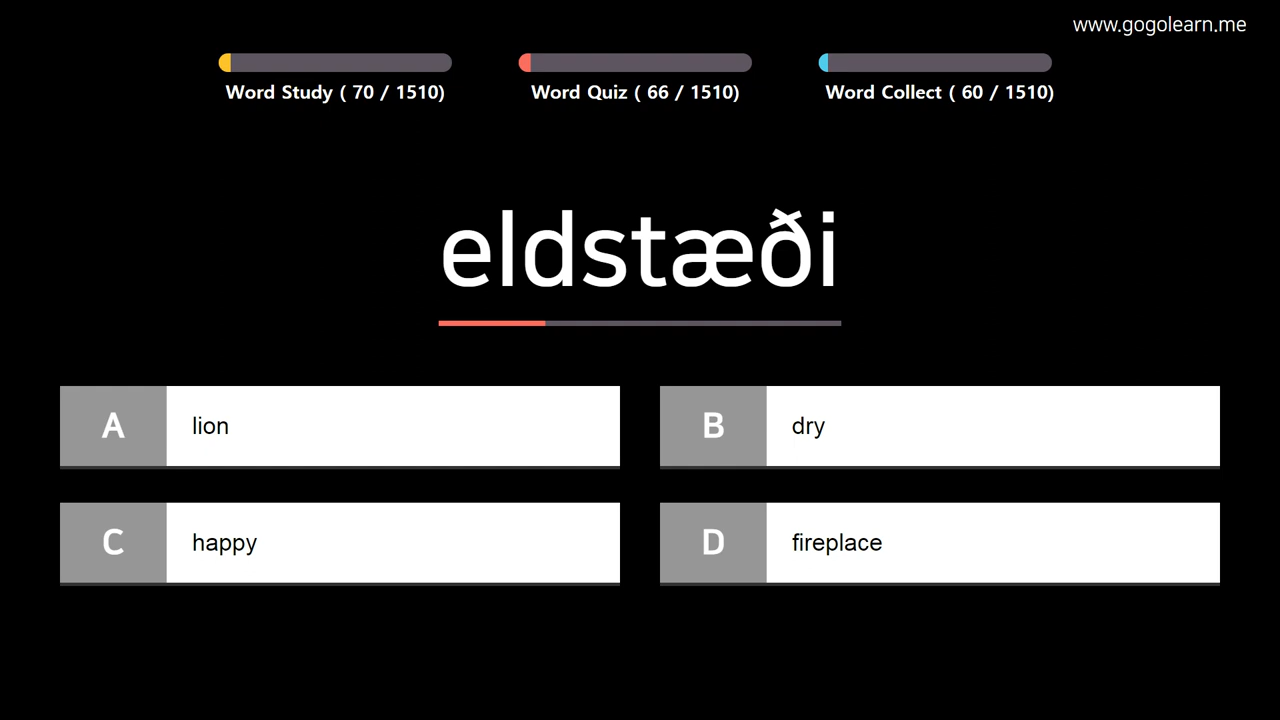 www.gogolearn.me
Word Study ( 70 / 1510)
Word Quiz ( 66 / 1510)
Word Collect ( 60 / 1510)
eldstæði
A lion
B dry
C happy
D fireplace